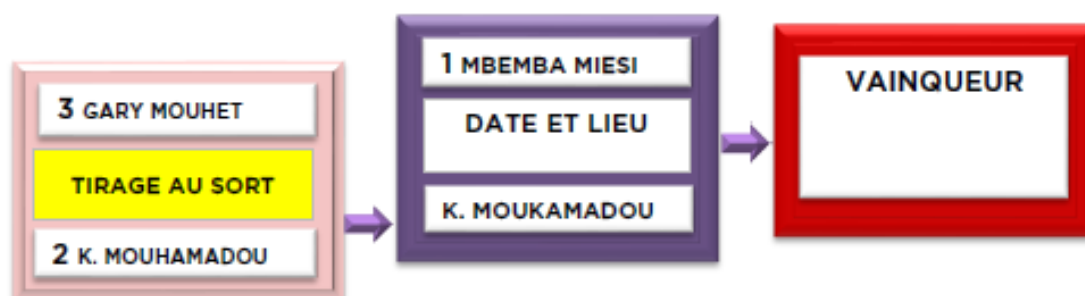 3 GARY MOUHET
TIRAGE AU SORT
2 K. MOUHAMADOU
1 MBEMBA MIESI
DATE ET LIEU
K. MOUKAMADOU
VAINQUEUR